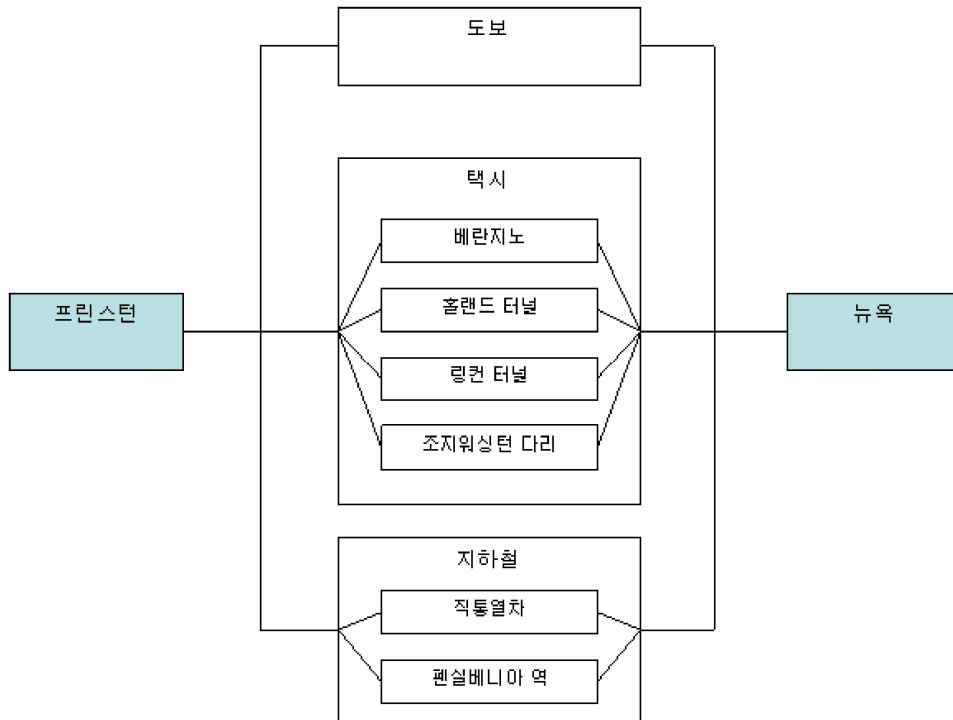 도보
택시
베란지노
홀랜드 터널
프린스턴
뉴욕
링컨 터널
조지워싱턴 다리
지하철
직통열차
펜실베니아 역